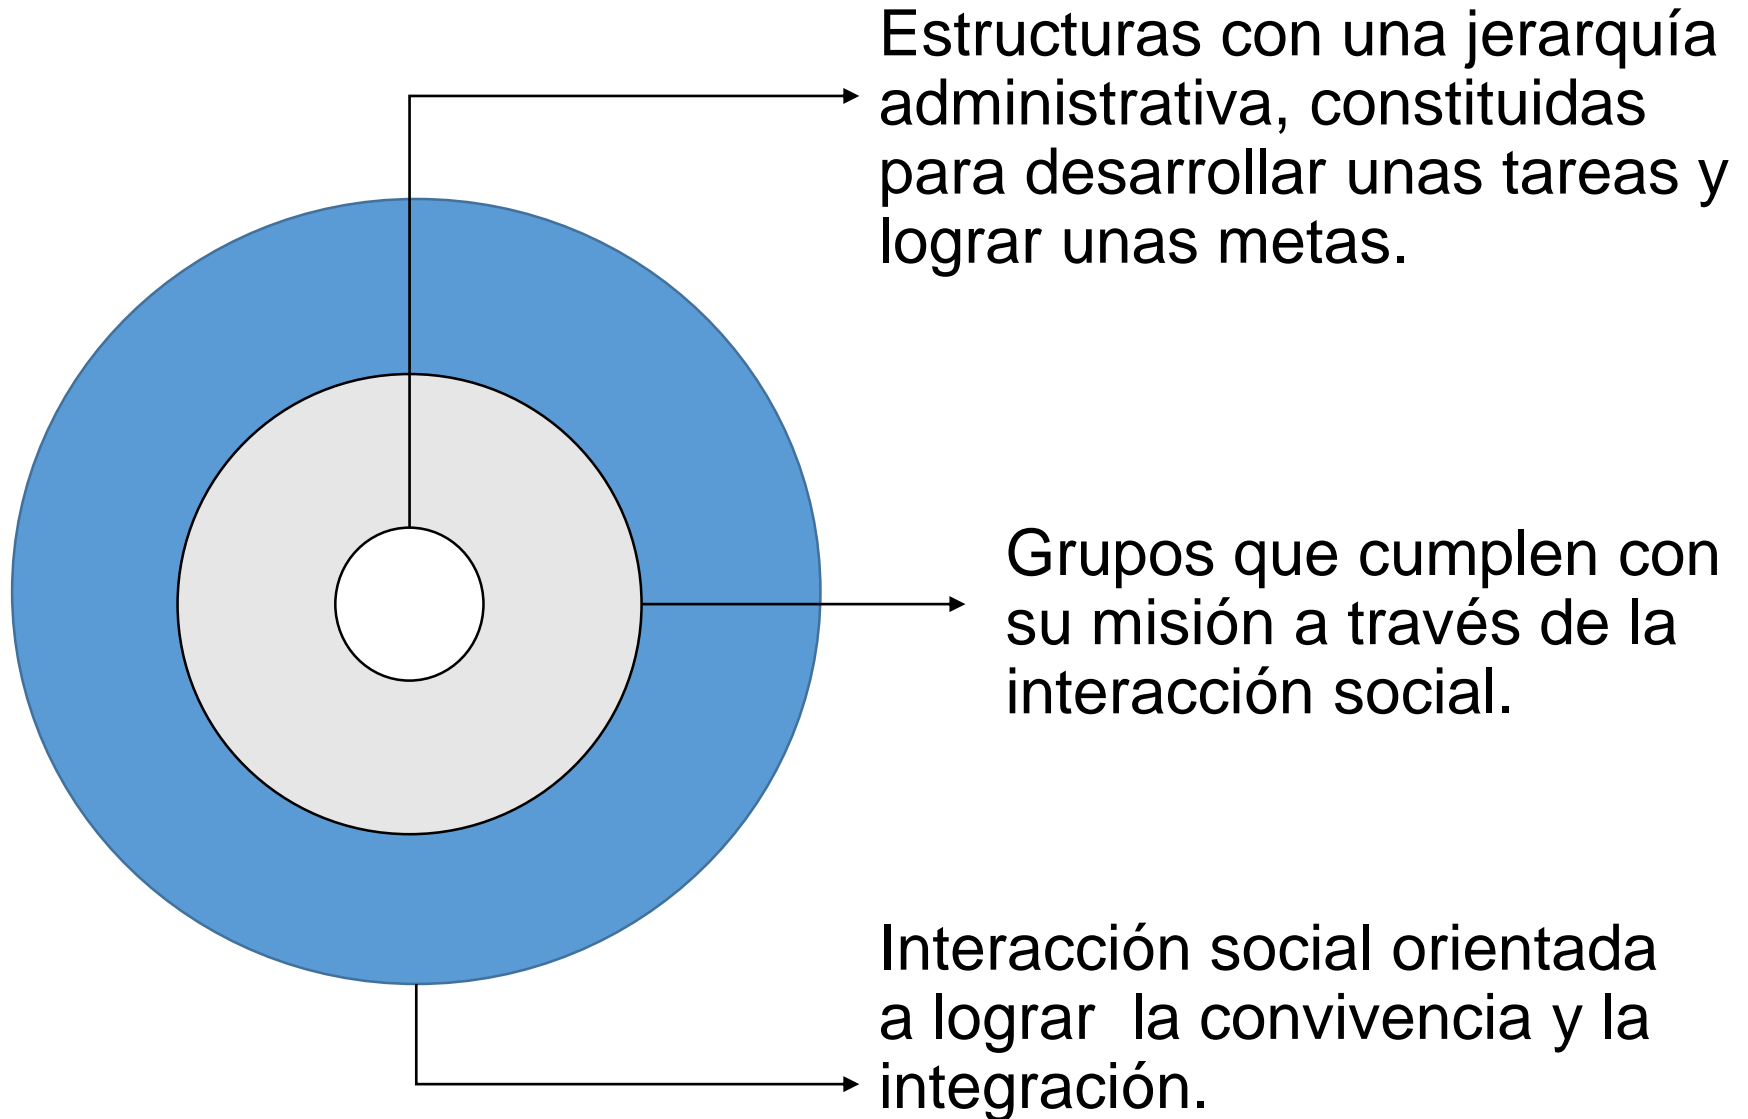 Estructuras con una jerarquía
administrativa, constituidas
para desarrollar unas tareas y
lograr unas metas.
Grupos que cumplen con
su misión a través de la
interacción social.
Interacción social orientada
a lograr  la convivencia y la
integración.